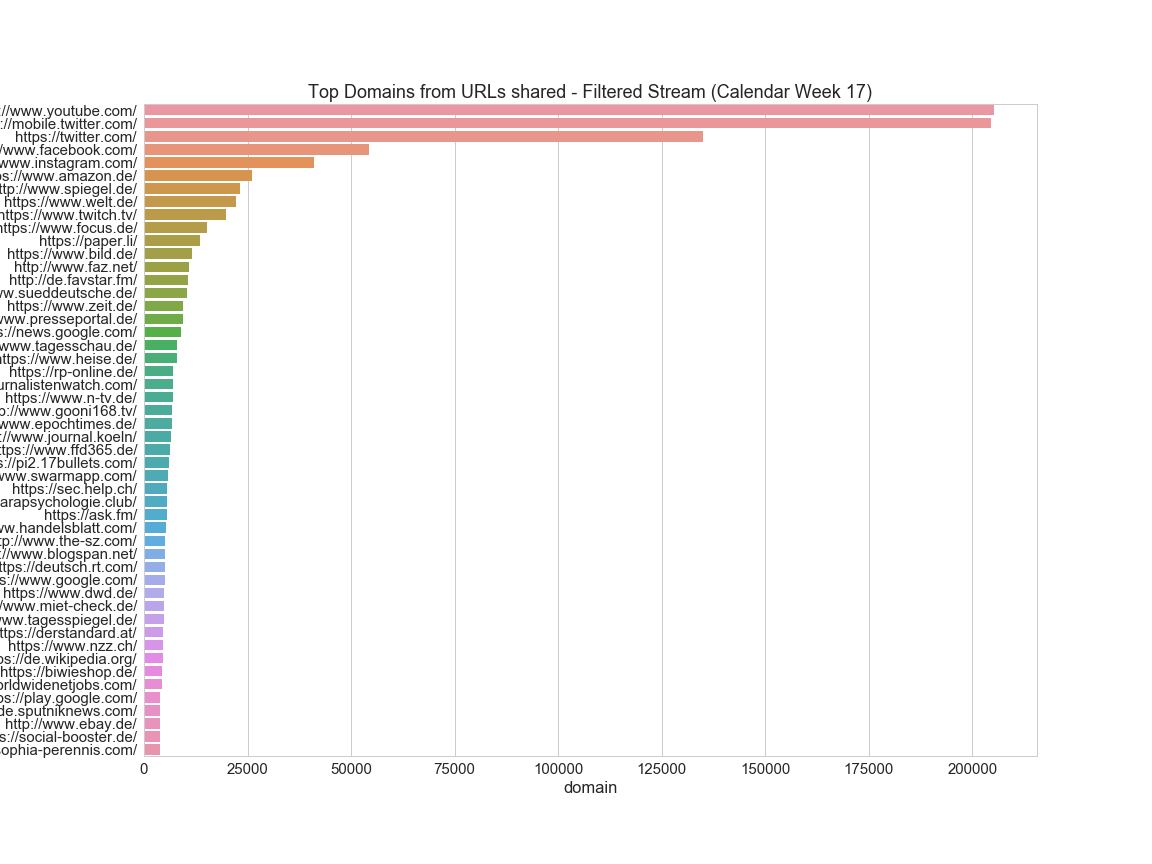 Top Domains from URLs shared - Filtered Stream (Calendar Week 17)
://www.youtube.com/
://mobile.twitter.com/
https://twitter.com/
/www.facebook.com/
www.instagram.com/
ps://www.amazon.de/
ttp://www.spiegel.de/
https://www.welt.de/
https://www.twitch.tv/
https://www.focus.de/
https://paper.li/
https://www.bild.de/
http://www.faz.net/
http://de.favstar.fm/
ww.sueddeutsche.de/
https://www.zeit.de/
www.presseportal.de/
s://news.google.com/
www.tagesschau.de/
https://www.heise.de/
https://rp-online.de/
urnalistenwatch.com/
https://www.n-tv.de/
p://www.gooni168.tv/
www.epochtimes.de/
://www.journal.koeln/
ttps://www.ffd365.de/
s://pi2.17bullets.com/
www.swarmapp.com/
https://sec.help.ch/
arapsychologie.club/
https://ask.fm/
ww.handelsblatt.com/
tp://www.the-sz.com/
://www.blogspan.net/
ttps://deutsch.rt.com/
s://www.google.com/
https://www.dwd.de/
/www.miet-check.de/
www.tagesspiegel.de/
ttps://derstandard.at/
https://www.nzz.ch/
ps://de.wikipedia.org/
https://biwieshop.de/
orldwidenetjobs.com/
ps://play.google.com/
de.sputniknews.com/
http://www.ebay.de/
s://social-booster.de/
sophia-perennis.com/
0 25000 50000 75000 100000 125000 150000 175000 200000
domain